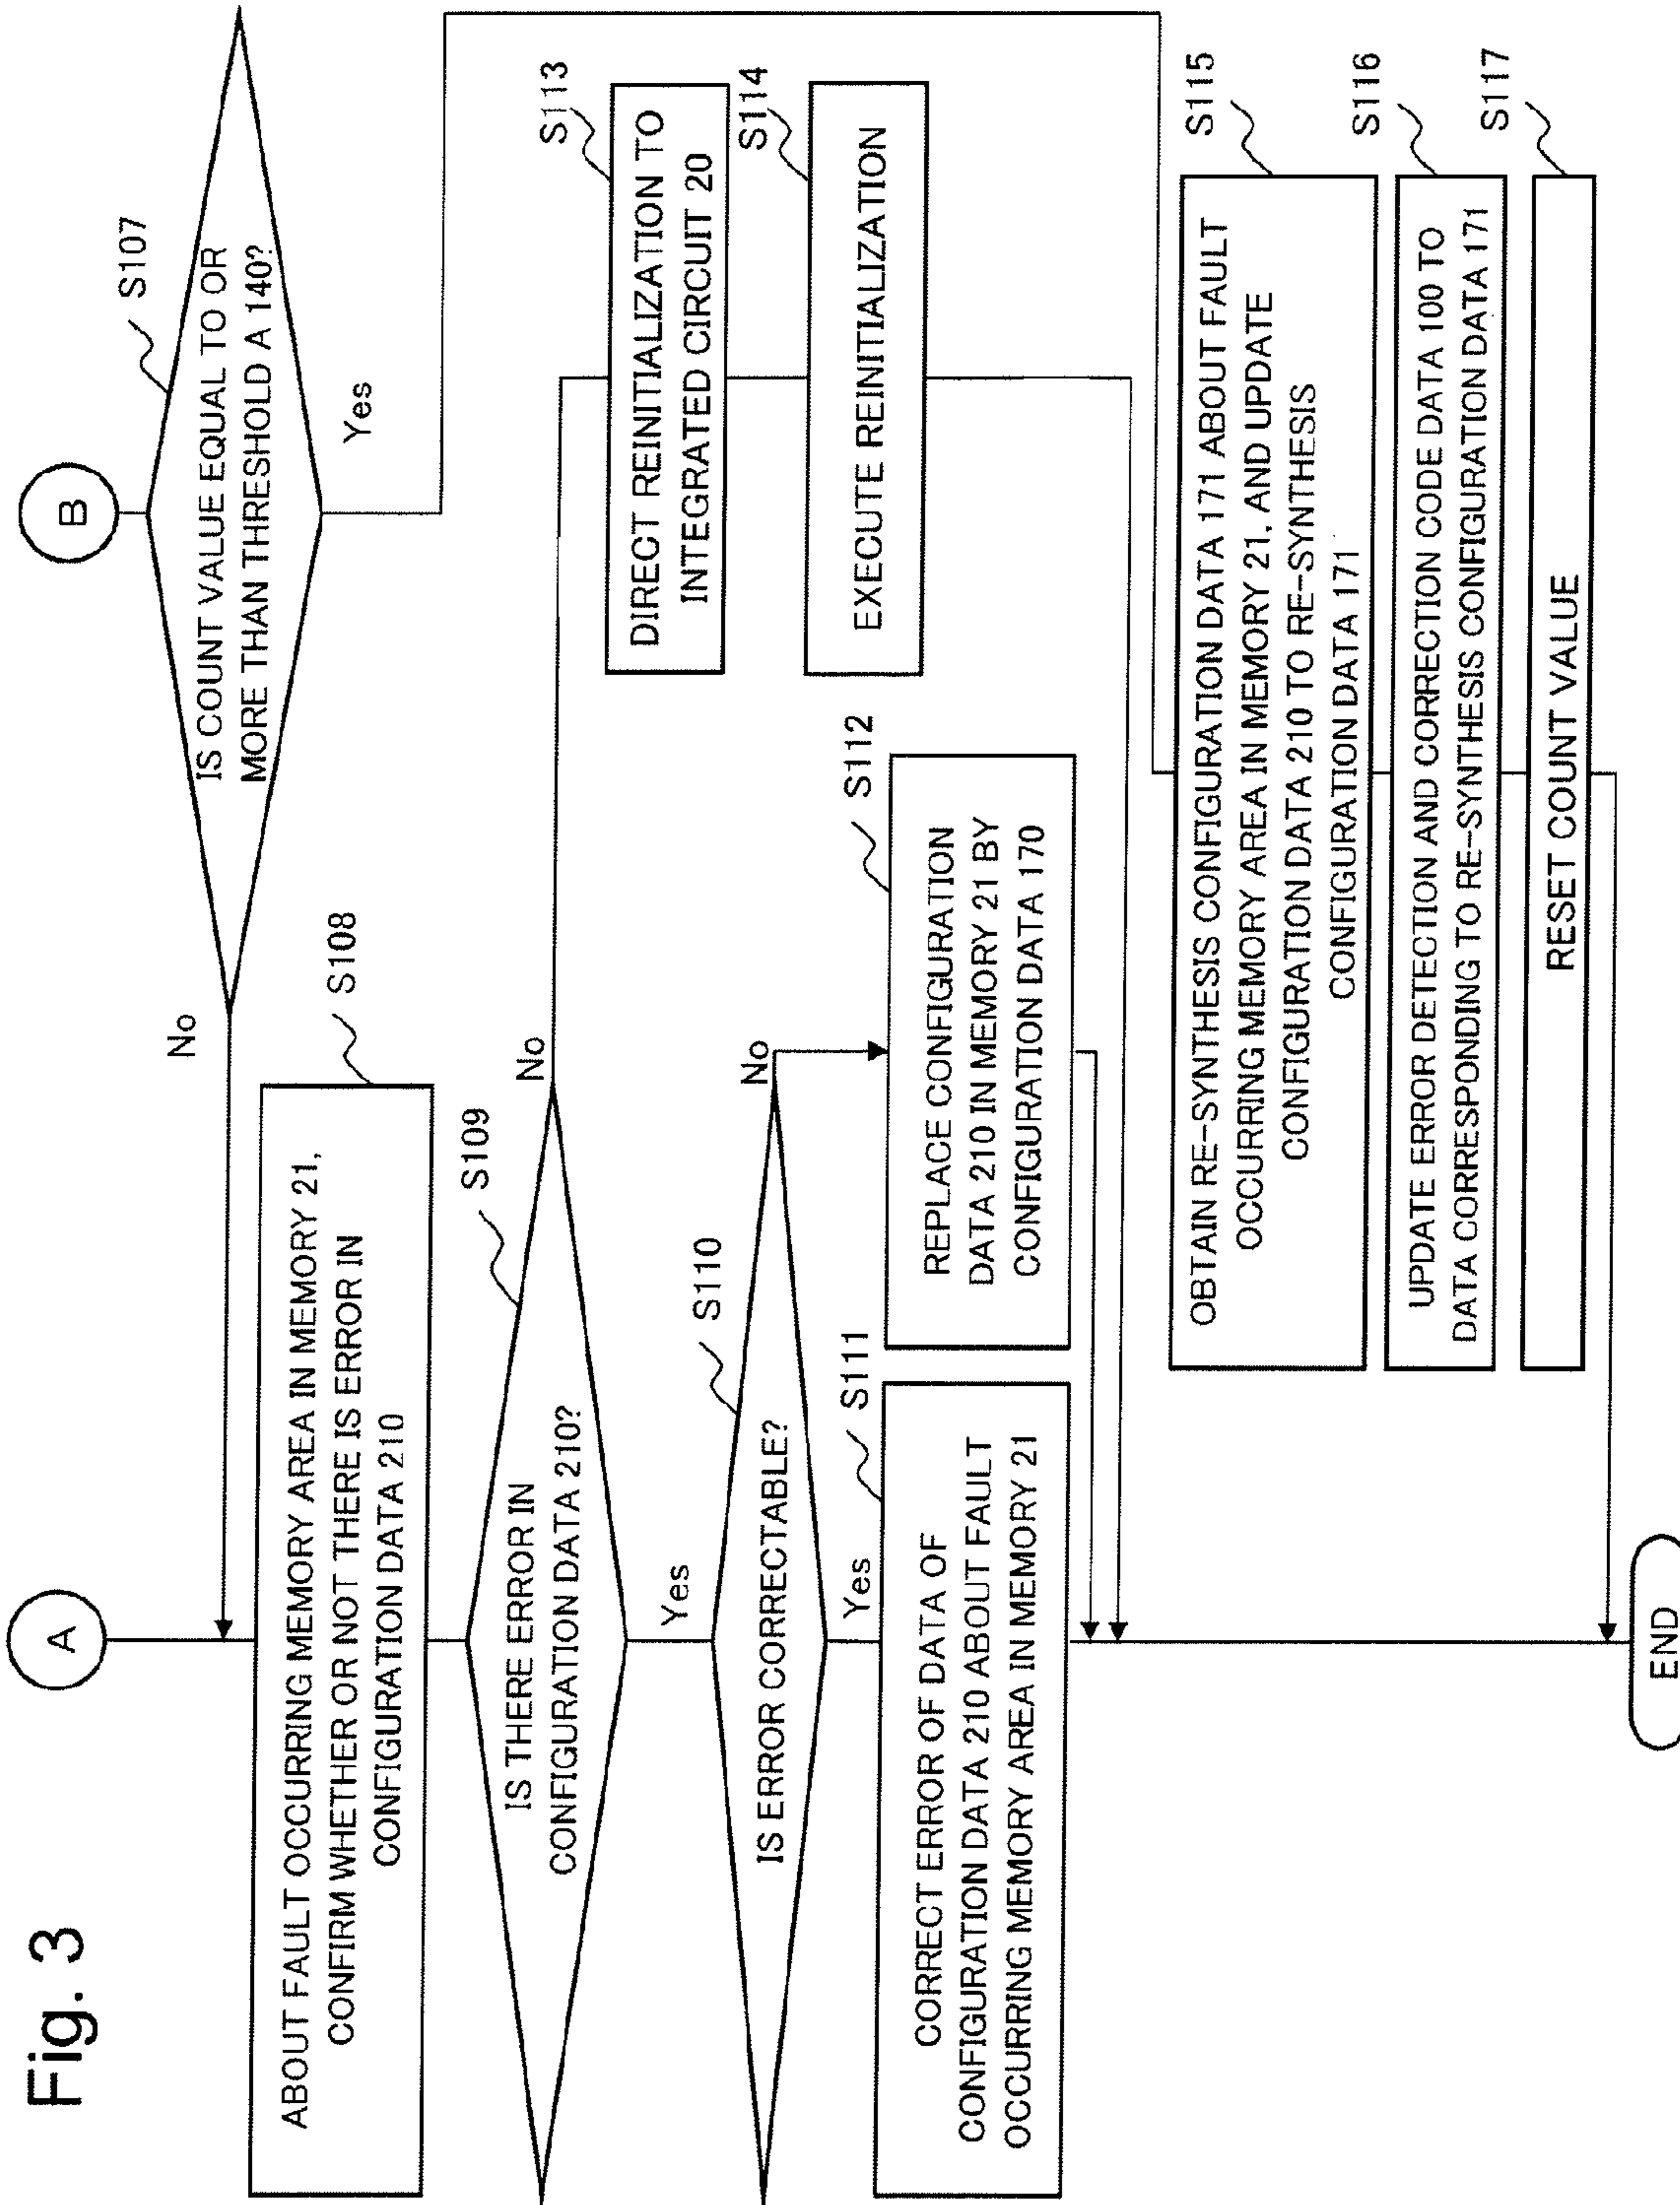 Fig. 3
A
B
S107
IS COUNT VALUE EQUAL TO OR
MORE THAN THRESHOLD A 140?
No
Yes
S108
ABOUT FAULT OCCURRING MEMORY AREA IN MEMORY 21,
CONFIRM WHETHER OR NOT THERE IS ERROR IN
CONFIGURATION DATA 210
S109
IS THERE ERROR IN
CONFIGURATION DATA 210?
No
Yes
S113
DIRECT REINITIALIZATION TO
INTEGRATED CIRCUIT 20
S114
EXECUTE REINITIALIZATION
S110
IS ERROR CORRECTABLE?
No
Yes
S111
CORRECT ERROR OF DATA OF
CONFIGURATION DATA 210 ABOUT FAULT
OCCURRING MEMORY AREA IN MEMORY 21
S112
REPLACE CONFIGURATION
DATA 210 IN MEMORY 21 BY
CONFIGURATION DATA 170
S115
OBTAIN RE-SYNTHESIS CONFIGURATION DATA 171 ABOUT FAULT
OCCURRING MEMORY AREA IN MEMORY 21, AND UPDATE
CONFIGURATION DATA 210 TO RE-SYNTHESIS
CONFIGURATION DATA 171
S116
UPDATE ERROR DETECTION AND CORRECTION CODE DATA 100 TO
DATA CORRESPONDING TO RE-SYNTHESIS CONFIGURATION DATA 171
S117
RESET COUNT VALUE
END